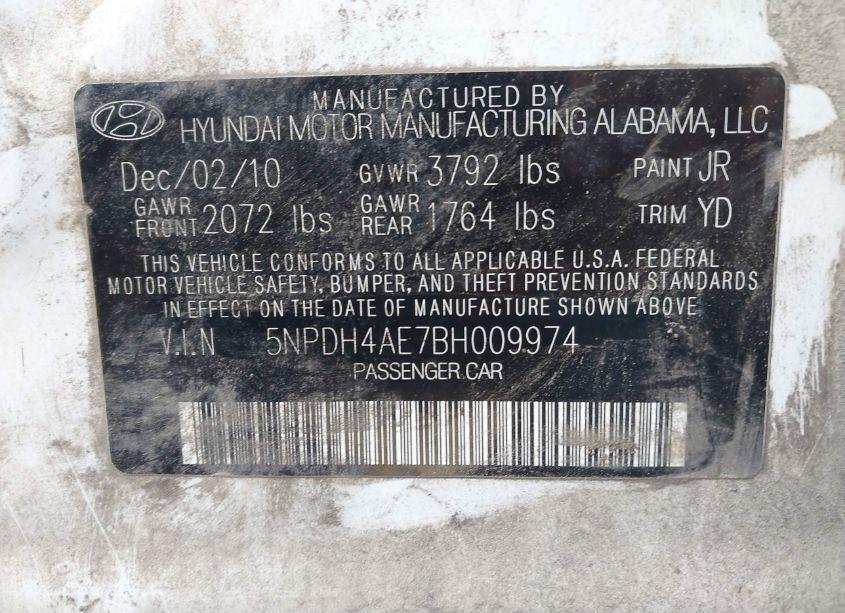 MANUFACTURED BY
HYUNDAI MOTOR MANUFACTURING ALABAMA, LLC
Dec/02/10 GVWR 3792 lbs PAINT JR
GAWR FRONT 2072 lbs GAWR REAR 1764 lbs TRIM YD
THIS VEHICLE CONFORMS TO ALL APPLICABLE U.S.A. FEDERAL
MOTOR VEHICLE SAFETY, BUMPER, AND THEFT PREVENTION STANDARDS
IN EFFECT ON THE DATE OF MANUFACTURE SHOWN ABOVE
V.I.N 5NPDH4AE7BH009974
PASSENGER CAR